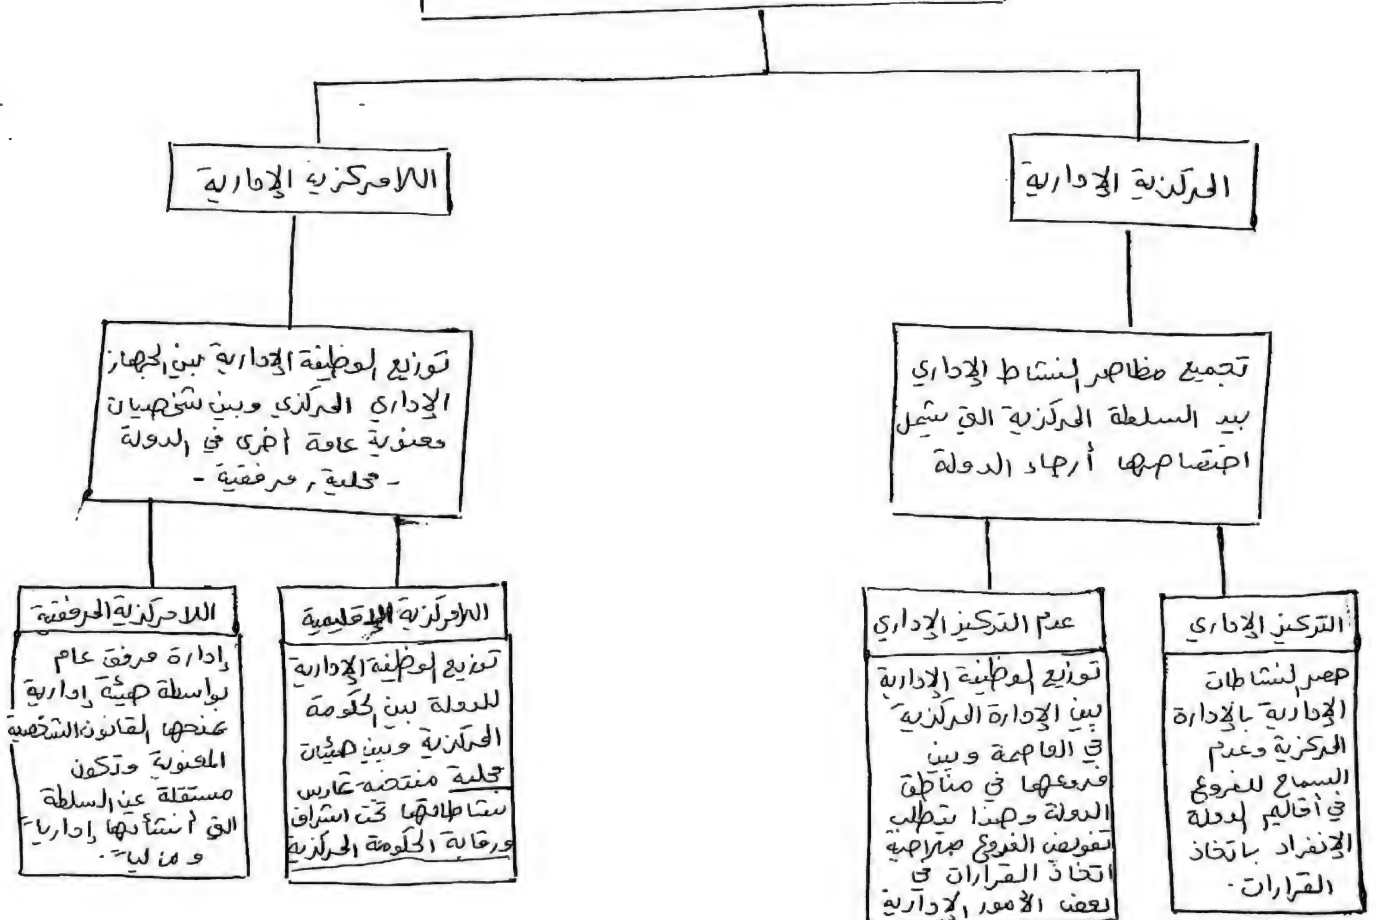 المركزية الإدارية
اللامركزية الإدارية
تجميع مظاهر النشاط الإداري
بيد السلطة المركزية التي يشمل
اختصاصها أرجاء الدولة
توزيع الوظيفة الإدارية بين الجهاز
الإداري المركزي وبين شخصيات
معنوية عامة أخرى في الدولة
- محلية , مرفقية -
التركيز الإداري
حصر النشاطات
الإدارية بالإدارة
المركزية وعدم
السماح للفروع
في أقاليم الدولة
الإنفراد باتخاذ
القرارات.
عدم التركيز الإداري
توزيع الوظيفة الإدارية
بين الإدارة المركزية
في العاصمة وبين
فروعها في مناطق
الدولة وهذا يتطلب
تفويض الفروع صلاحية
اتخاذ القرارات في
بعض الأمور الإدارية
اللامركزية الإقليمية
توزيع الوظيفة الإدارية
للدولة بين الحكومة
المركزية وبين هيئات
محلية منتخبة تمارس
نشاطاتها تحت اشراف
ورقابة الحكومة المركزية
اللامركزية المرفقية
إدارة مرفق عام
بواسطة هيئة إدارية
يمنحها القانون الشخصية
المعنوية وتكون
مستقلة عن السلطة
التي أنشأتها إدارياً
ومالياً.